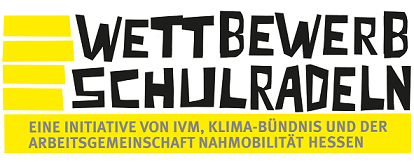 WETTBEWERB
SCHULRADELN
EINE INITIATIVE VON IVM, KLIMA-BÜNDNIS UND DER
ARBEITSGEMEINSCHAFT NAHMOBILITÄT HESSEN